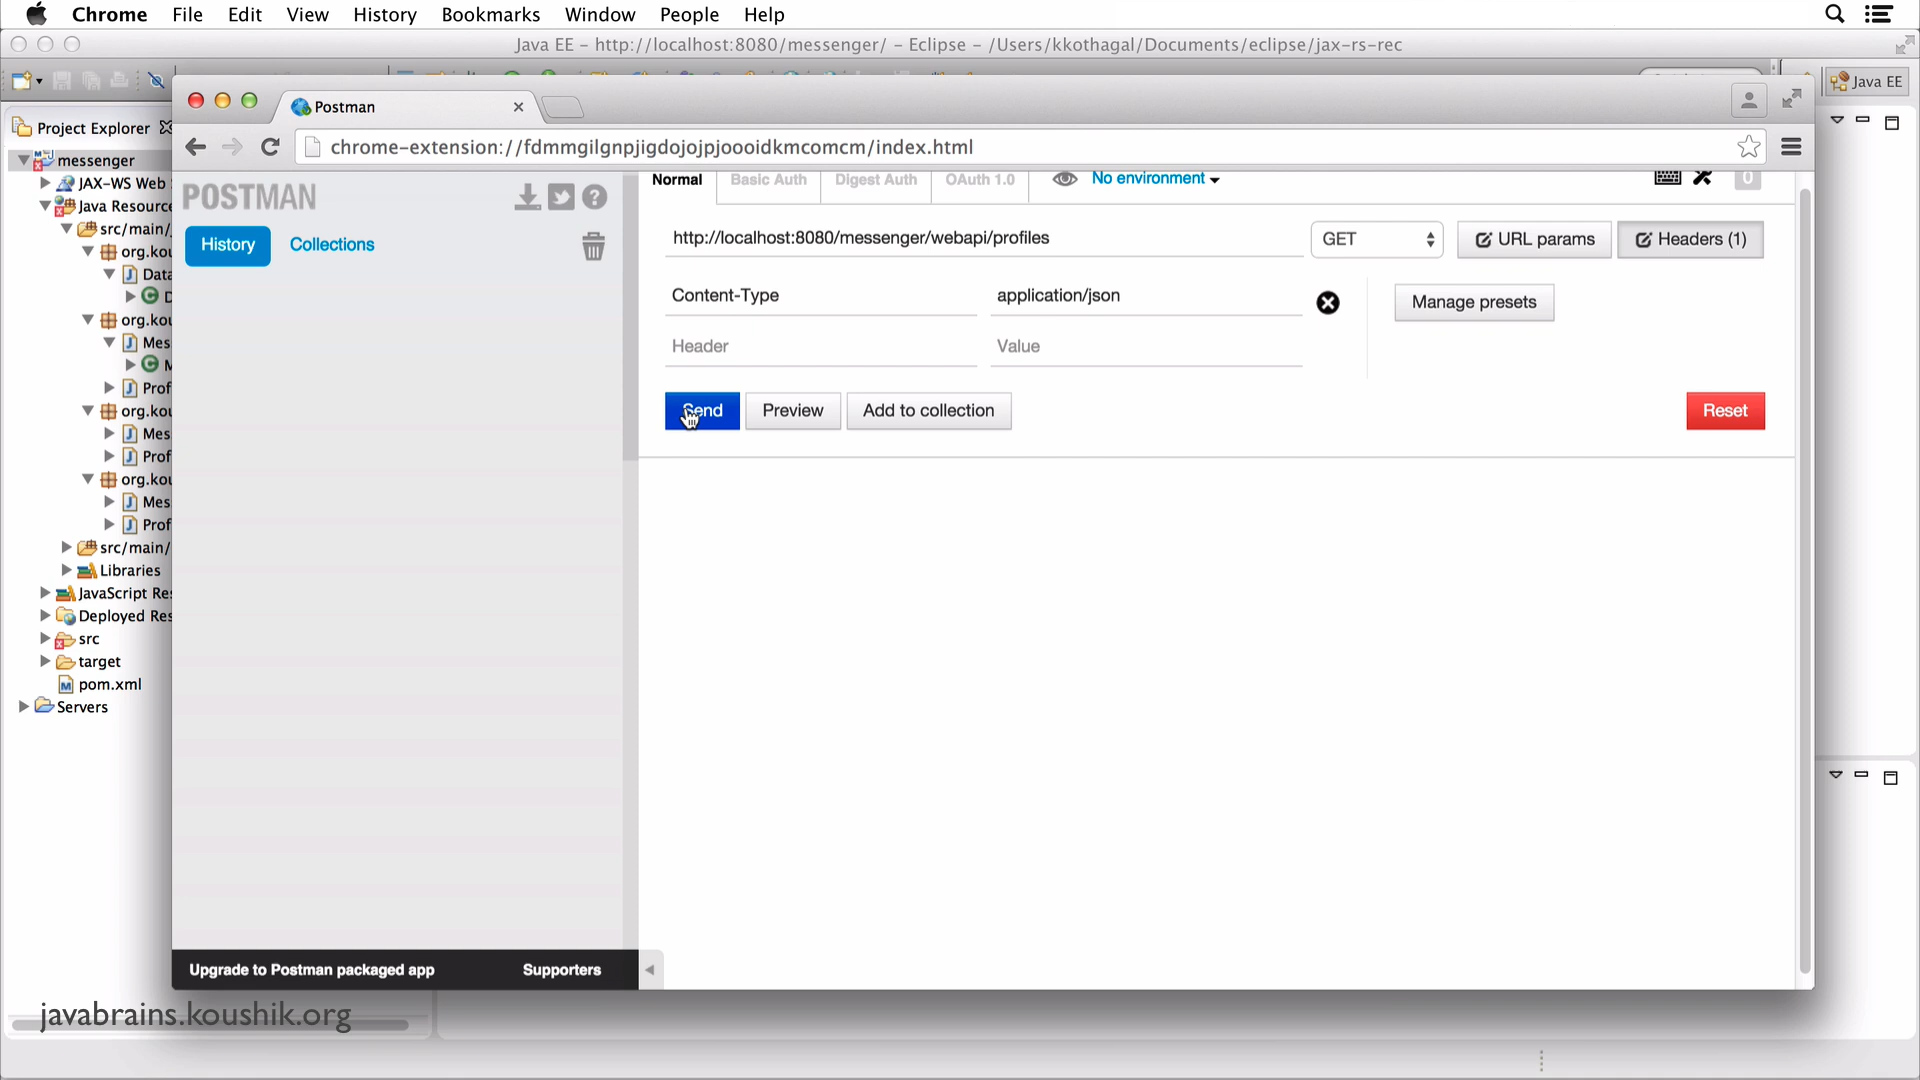 Chrome File Edit View History Bookmarks Window People Help
Java EE - http://localhost:8080/messenger/ - Eclipse - /Users/kkothagal/Documents/eclipse/jax-rs-rec
Java EE
Project Explorer
messenger
JAX-WS Web
Java Resource
src/main/
org.kou
Data
org.kou
Mes
Prof
org.kou
Mes
Prof
org.kou
Mes
Prof
src/main/
Libraries
JavaScript Res
Deployed Res
src
target
pom.xml
Servers
Postman
chrome-extension://fdmmgilgnpjigdojojpjoooidkmcomcm/index.html
POSTMAN
History Collections
Normal Basic Auth Digest Auth OAuth 1.0 No environment 0
http://localhost:8080/messenger/webapi/profiles GET URL params Headers (1)
Content-Type application/json Manage presets
Header Value
Send Preview Add to collection Reset
Upgrade to Postman packaged app Supporters
javabrains.koushik.org